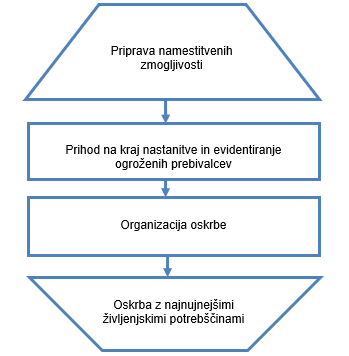 Priprava namestitvenih
zmogljivosti
Prihod na kraj nastanitve in evidentiranje
ogroženih prebivalcev
Organizacija oskrbe
Oskrba z najnujnejšimi
življenjskimi potrebščinami